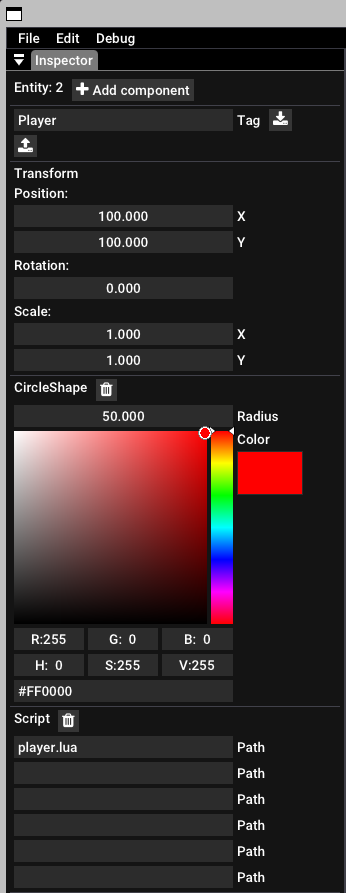 File Edit Debug
Inspector
Entity: 2 Add component
Player Tag
Transform
Position:
100.000 X
100.000 Y
Rotation:
0.000
Scale:
1.000 X
1.000 Y
CircleShape
50.000 Radius
Color
R:255 G: 0 B: 0
H: 0 S:255 V:255
#FF0000
Script
player.lua Path
Path
Path
Path
Path
Path